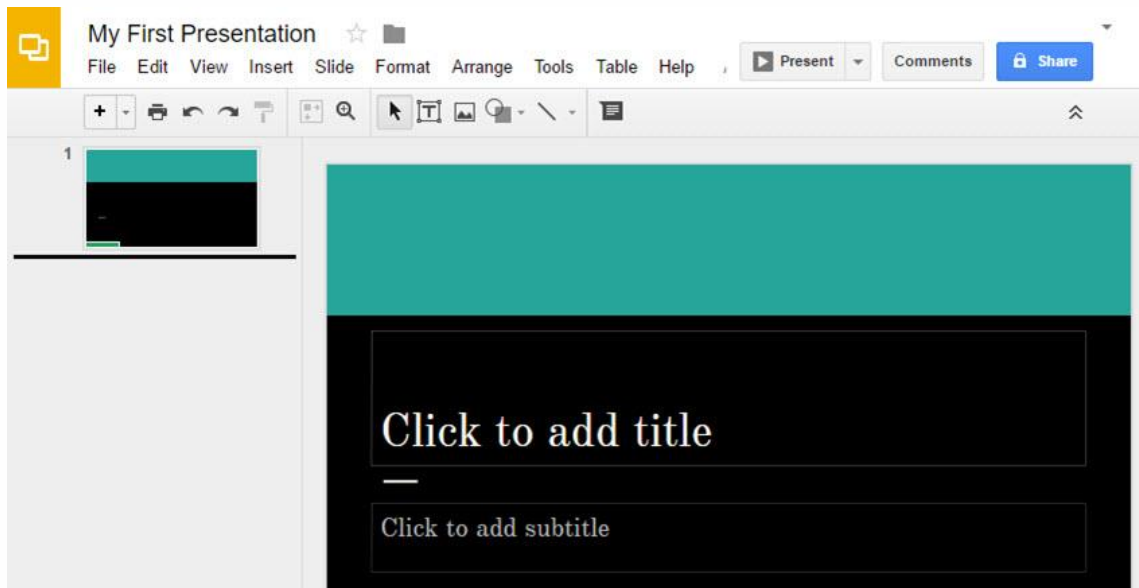 My First Presentation
File Edit View Insert Slide Format Arrange Tools Table Help Present Comments Share
1
Click to add title
Click to add subtitle